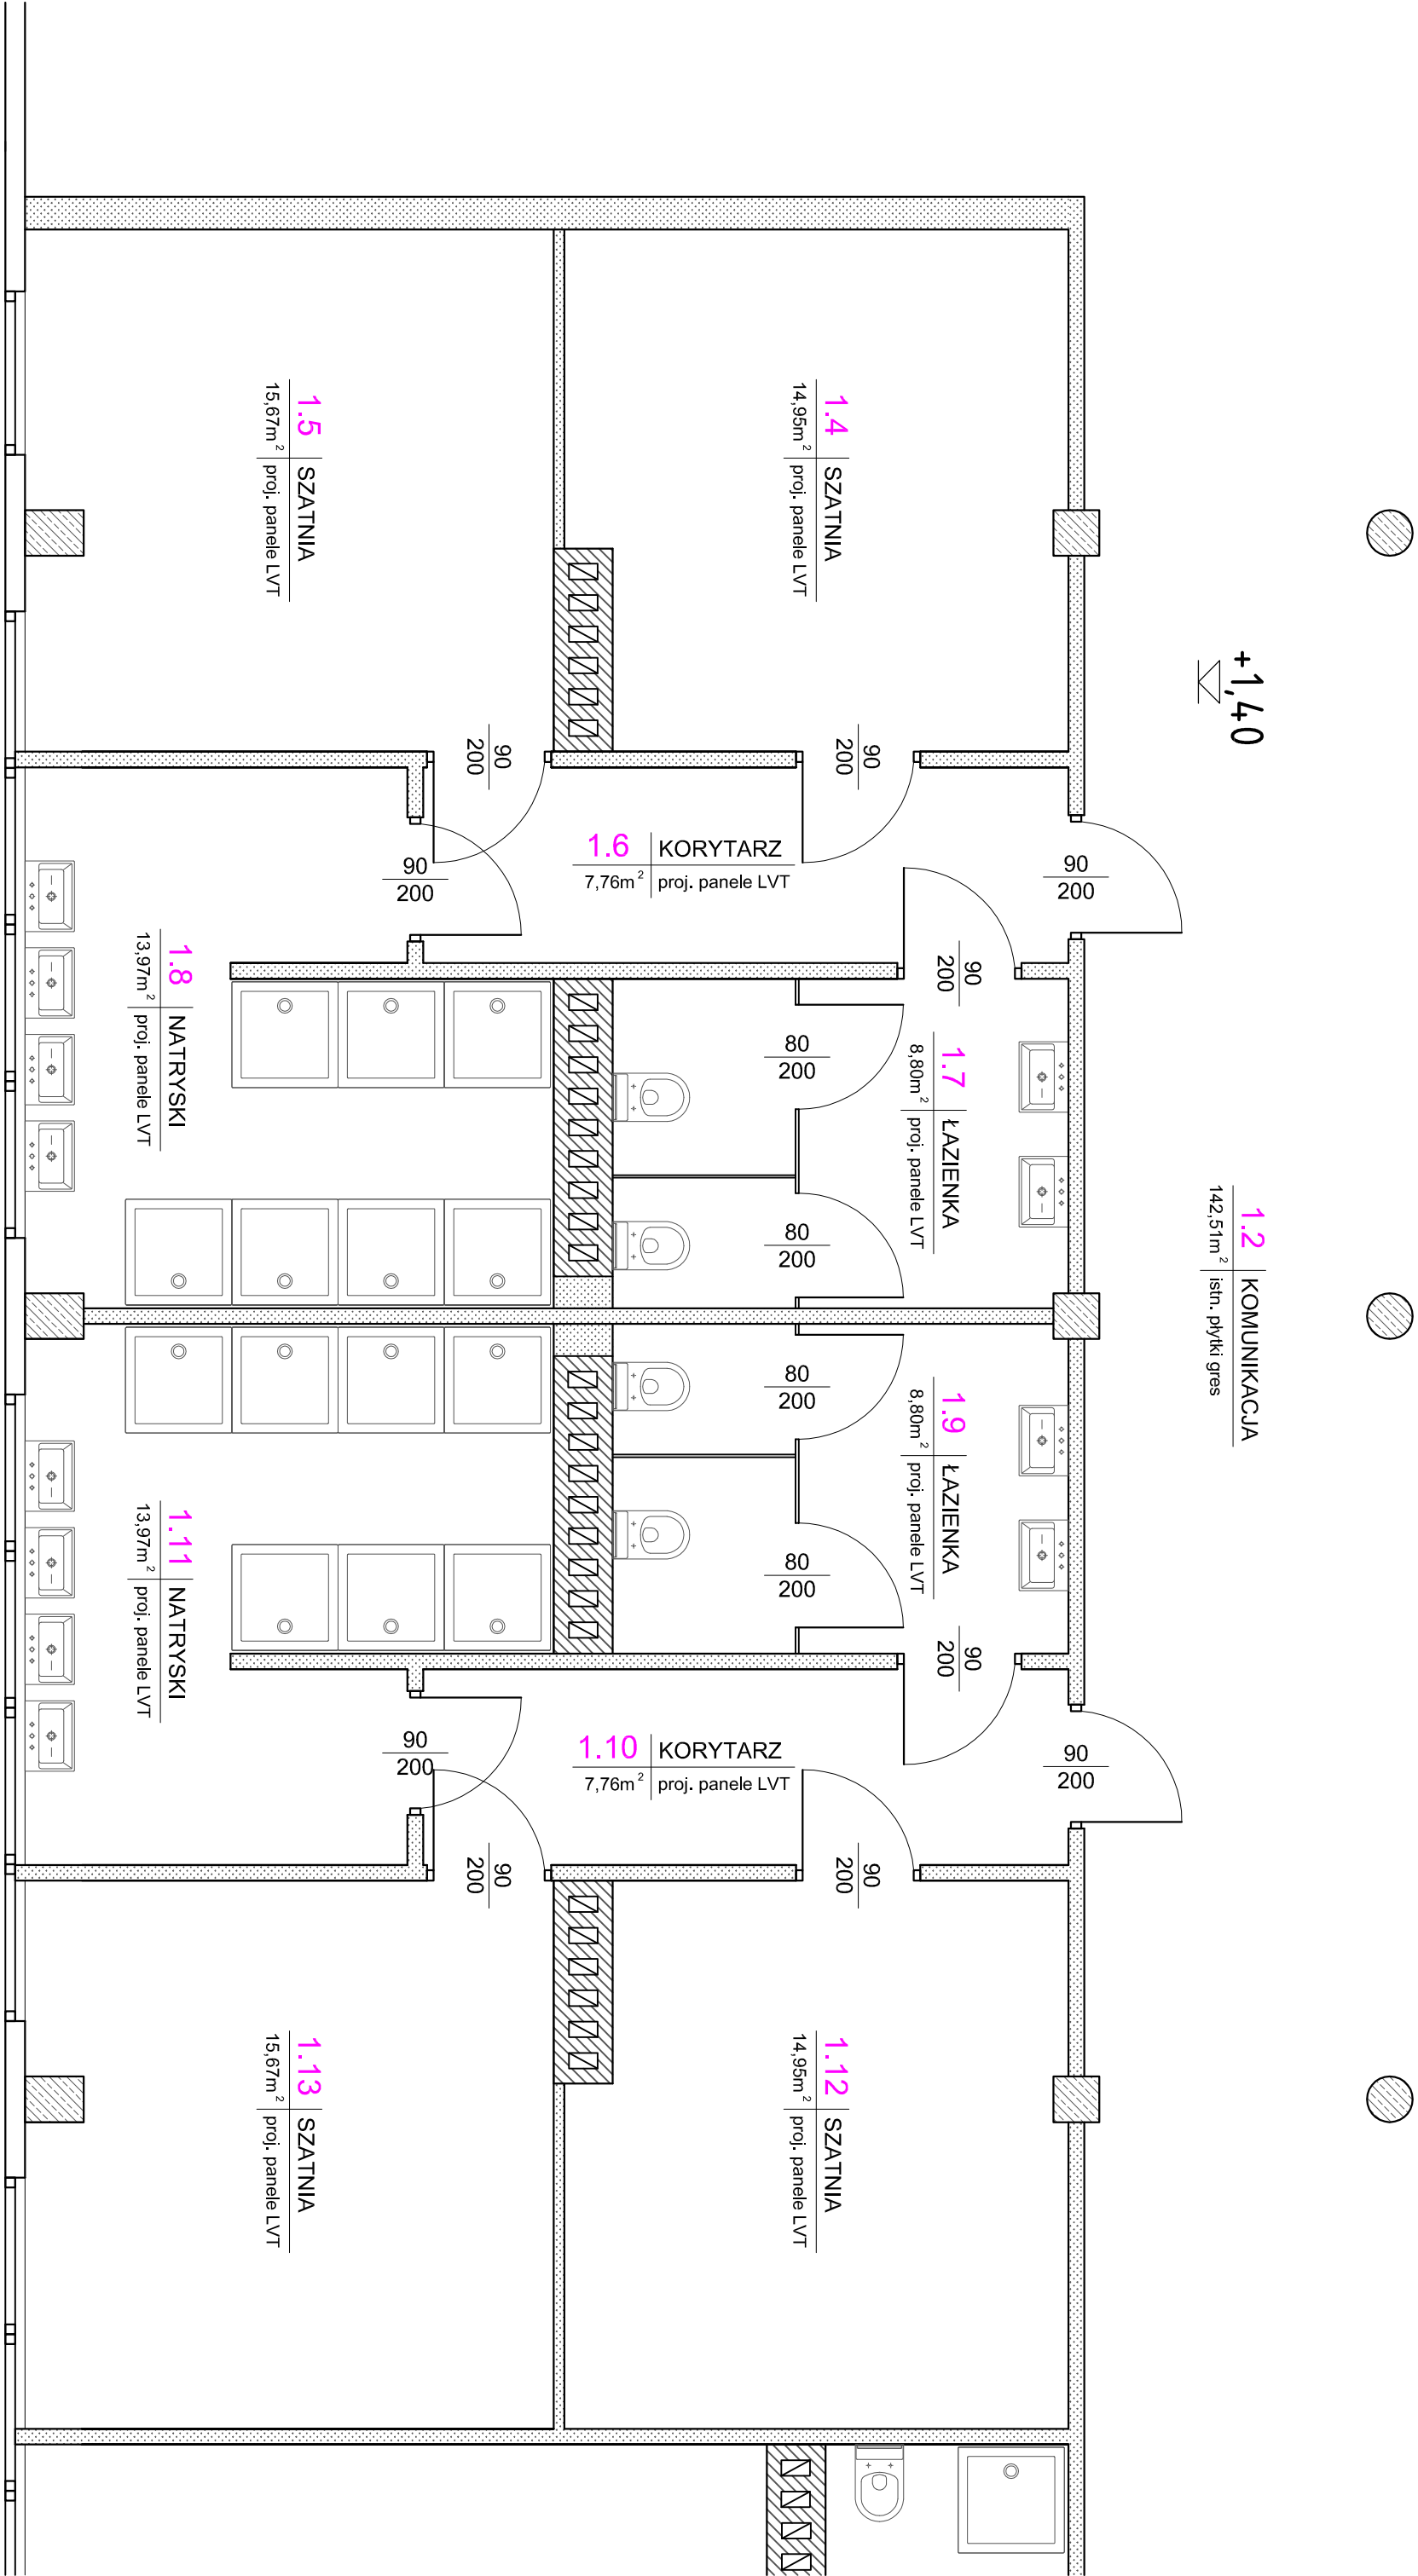 +1,40
1.2 KOMUNIKACJA
142,51m² istn. płytki gres
1.4 SZATNIA
14,95m² proj. panele LVT
1.5 SZATNIA
15,67m² proj. panele LVT
90
200
90
200
90
200
90
200
1.6 KORYTARZ
7,76m² proj. panele LVT
90
200
1.7 ŁAZIENKA
8,80m² proj. panele LVT
80
200
80
200
1.8 NATRYSKI
13,97m² proj. panele LVT
1.9 ŁAZIENKA
8,80m² proj. panele LVT
80
200
80
200
90
200
1.11 NATRYSKI
13,97m² proj. panele LVT
1.10 KORYTARZ
7,76m² proj. panele LVT
90
200
90
200
90
200
90
200
1.12 SZATNIA
14,95m² proj. panele LVT
1.13 SZATNIA
15,67m² proj. panele LVT